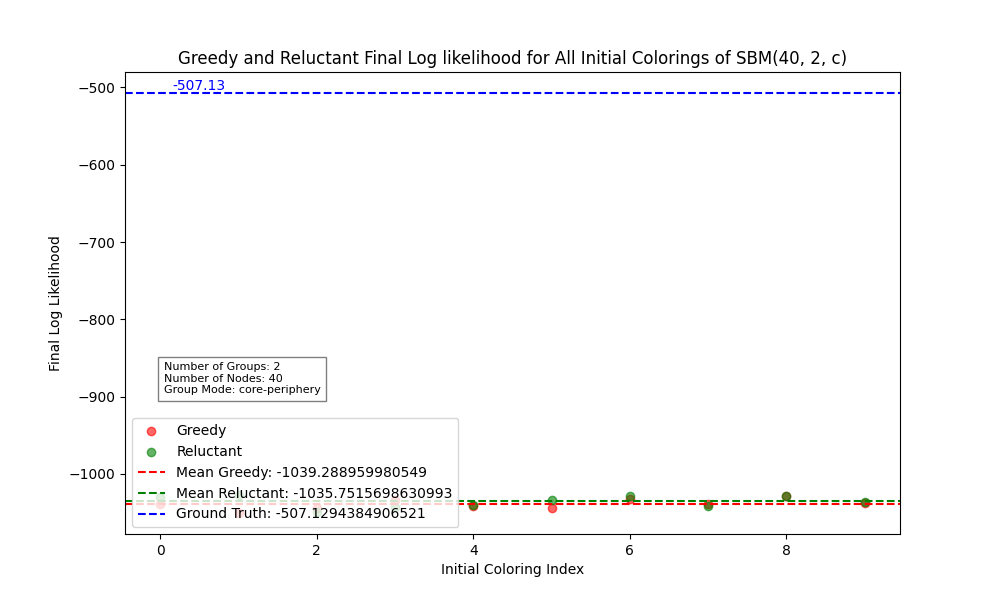 Greedy and Reluctant Final Log likelihood for All Initial Colorings of SBM(40, 2, c)
-507.13
−500
−600
−700
−800
−900
−1000
Final Log Likelihood
Number of Groups: 2
Number of Nodes: 40
Group Mode: core-periphery
Greedy
Reluctant
Mean Greedy: -1039.288959980549
Mean Reluctant: -1035.7515698630993
Ground Truth: -507.1294384906521
0 2 4 6 8
Initial Coloring Index